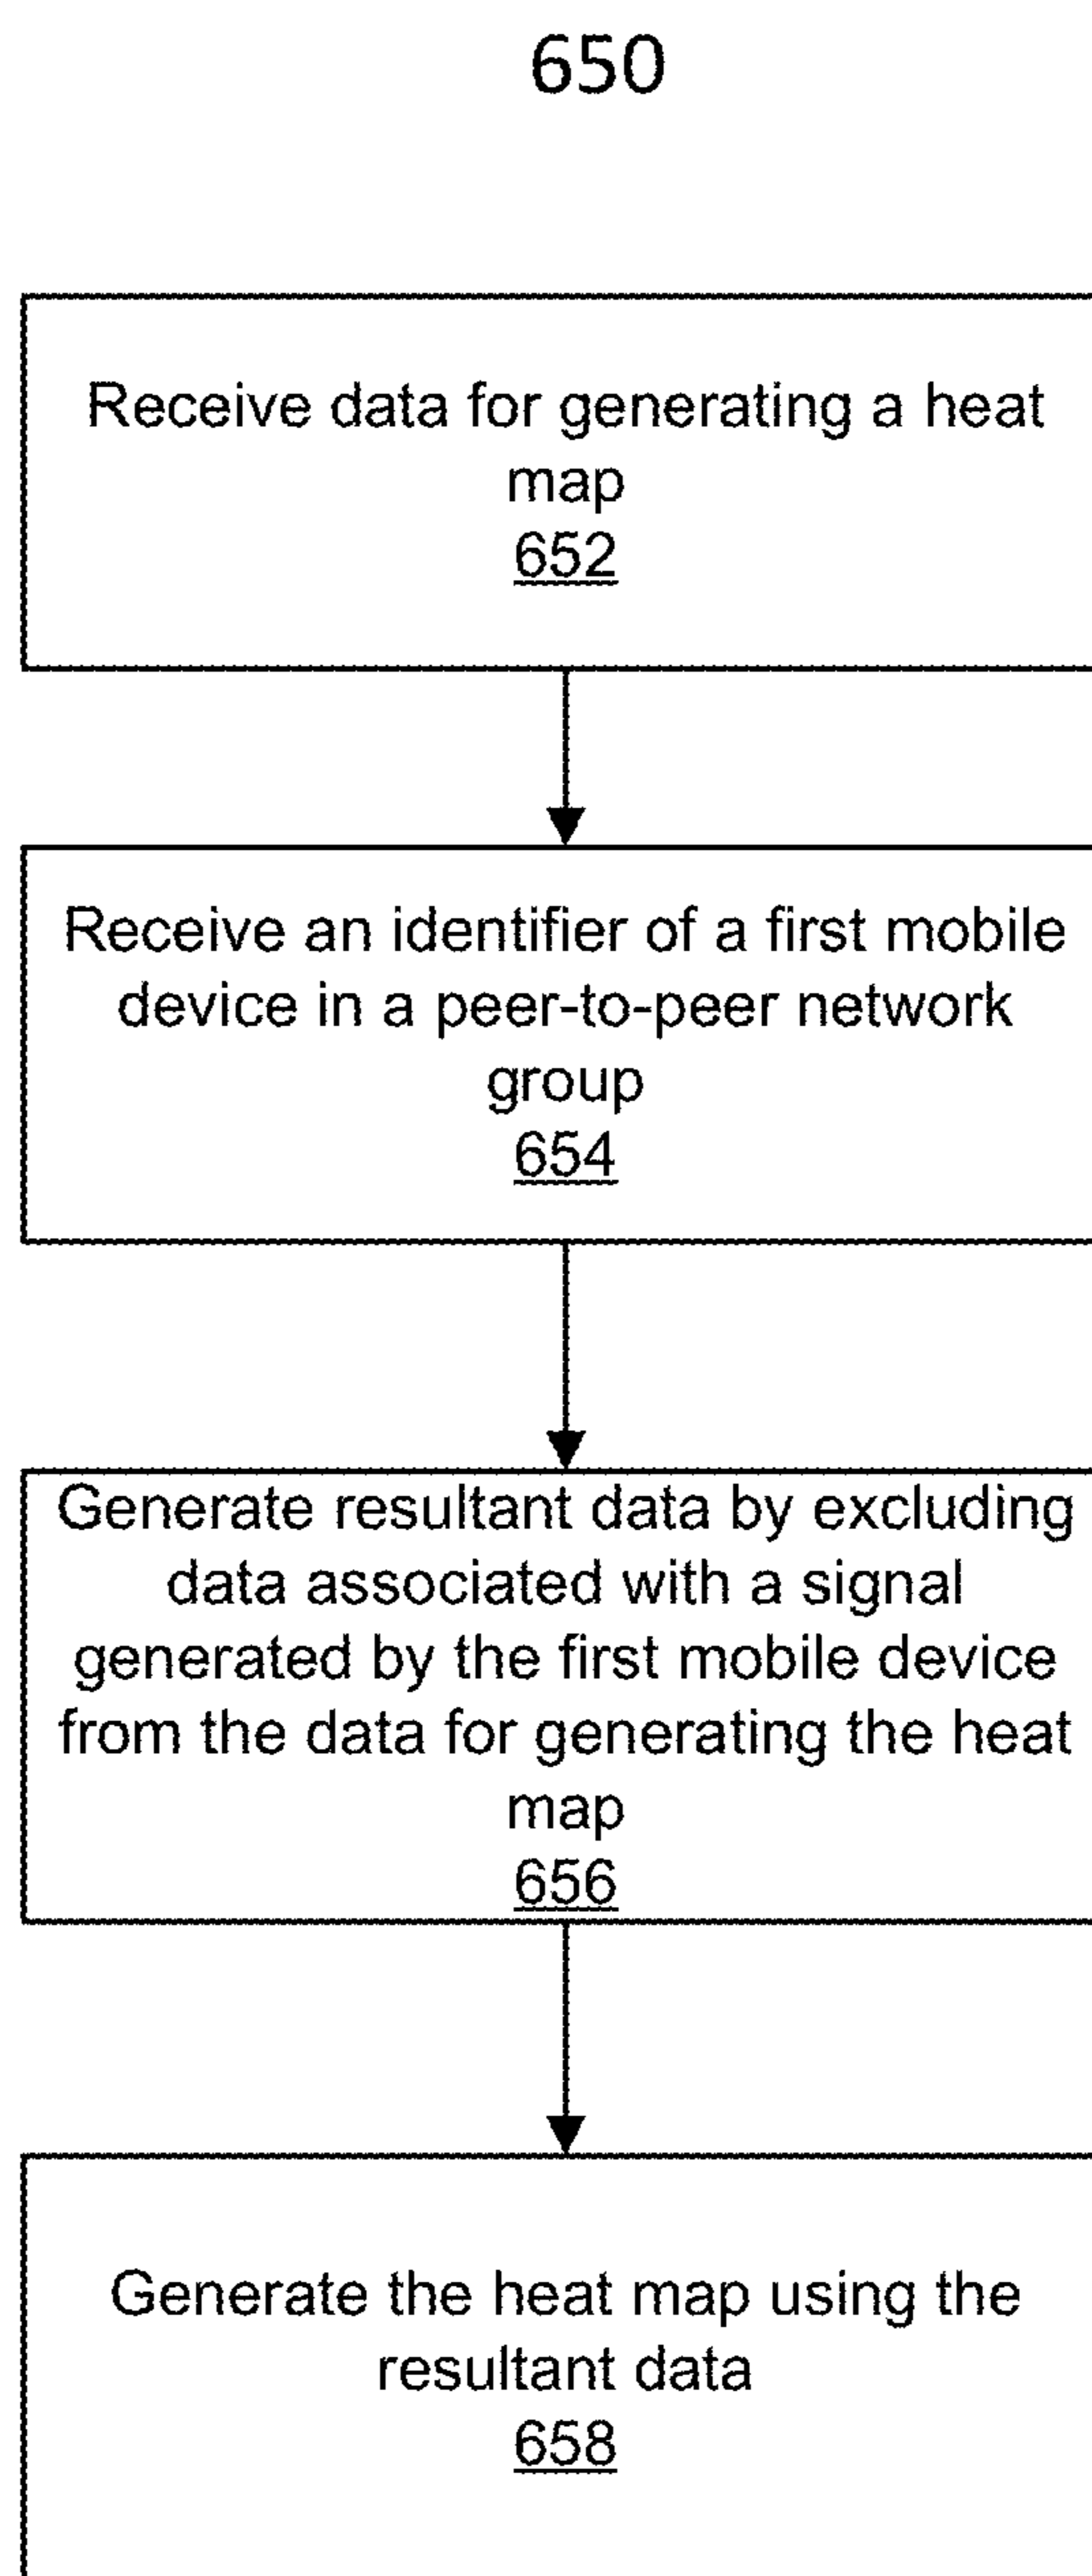 650
Receive data for generating a heat
map
652
Receive an identifier of a first mobile
device in a peer-to-peer network
group
654
Generate resultant data by excluding
data associated with a signal
generated by the first mobile device
from the data for generating the heat
map
656
Generate the heat map using the
resultant data
658